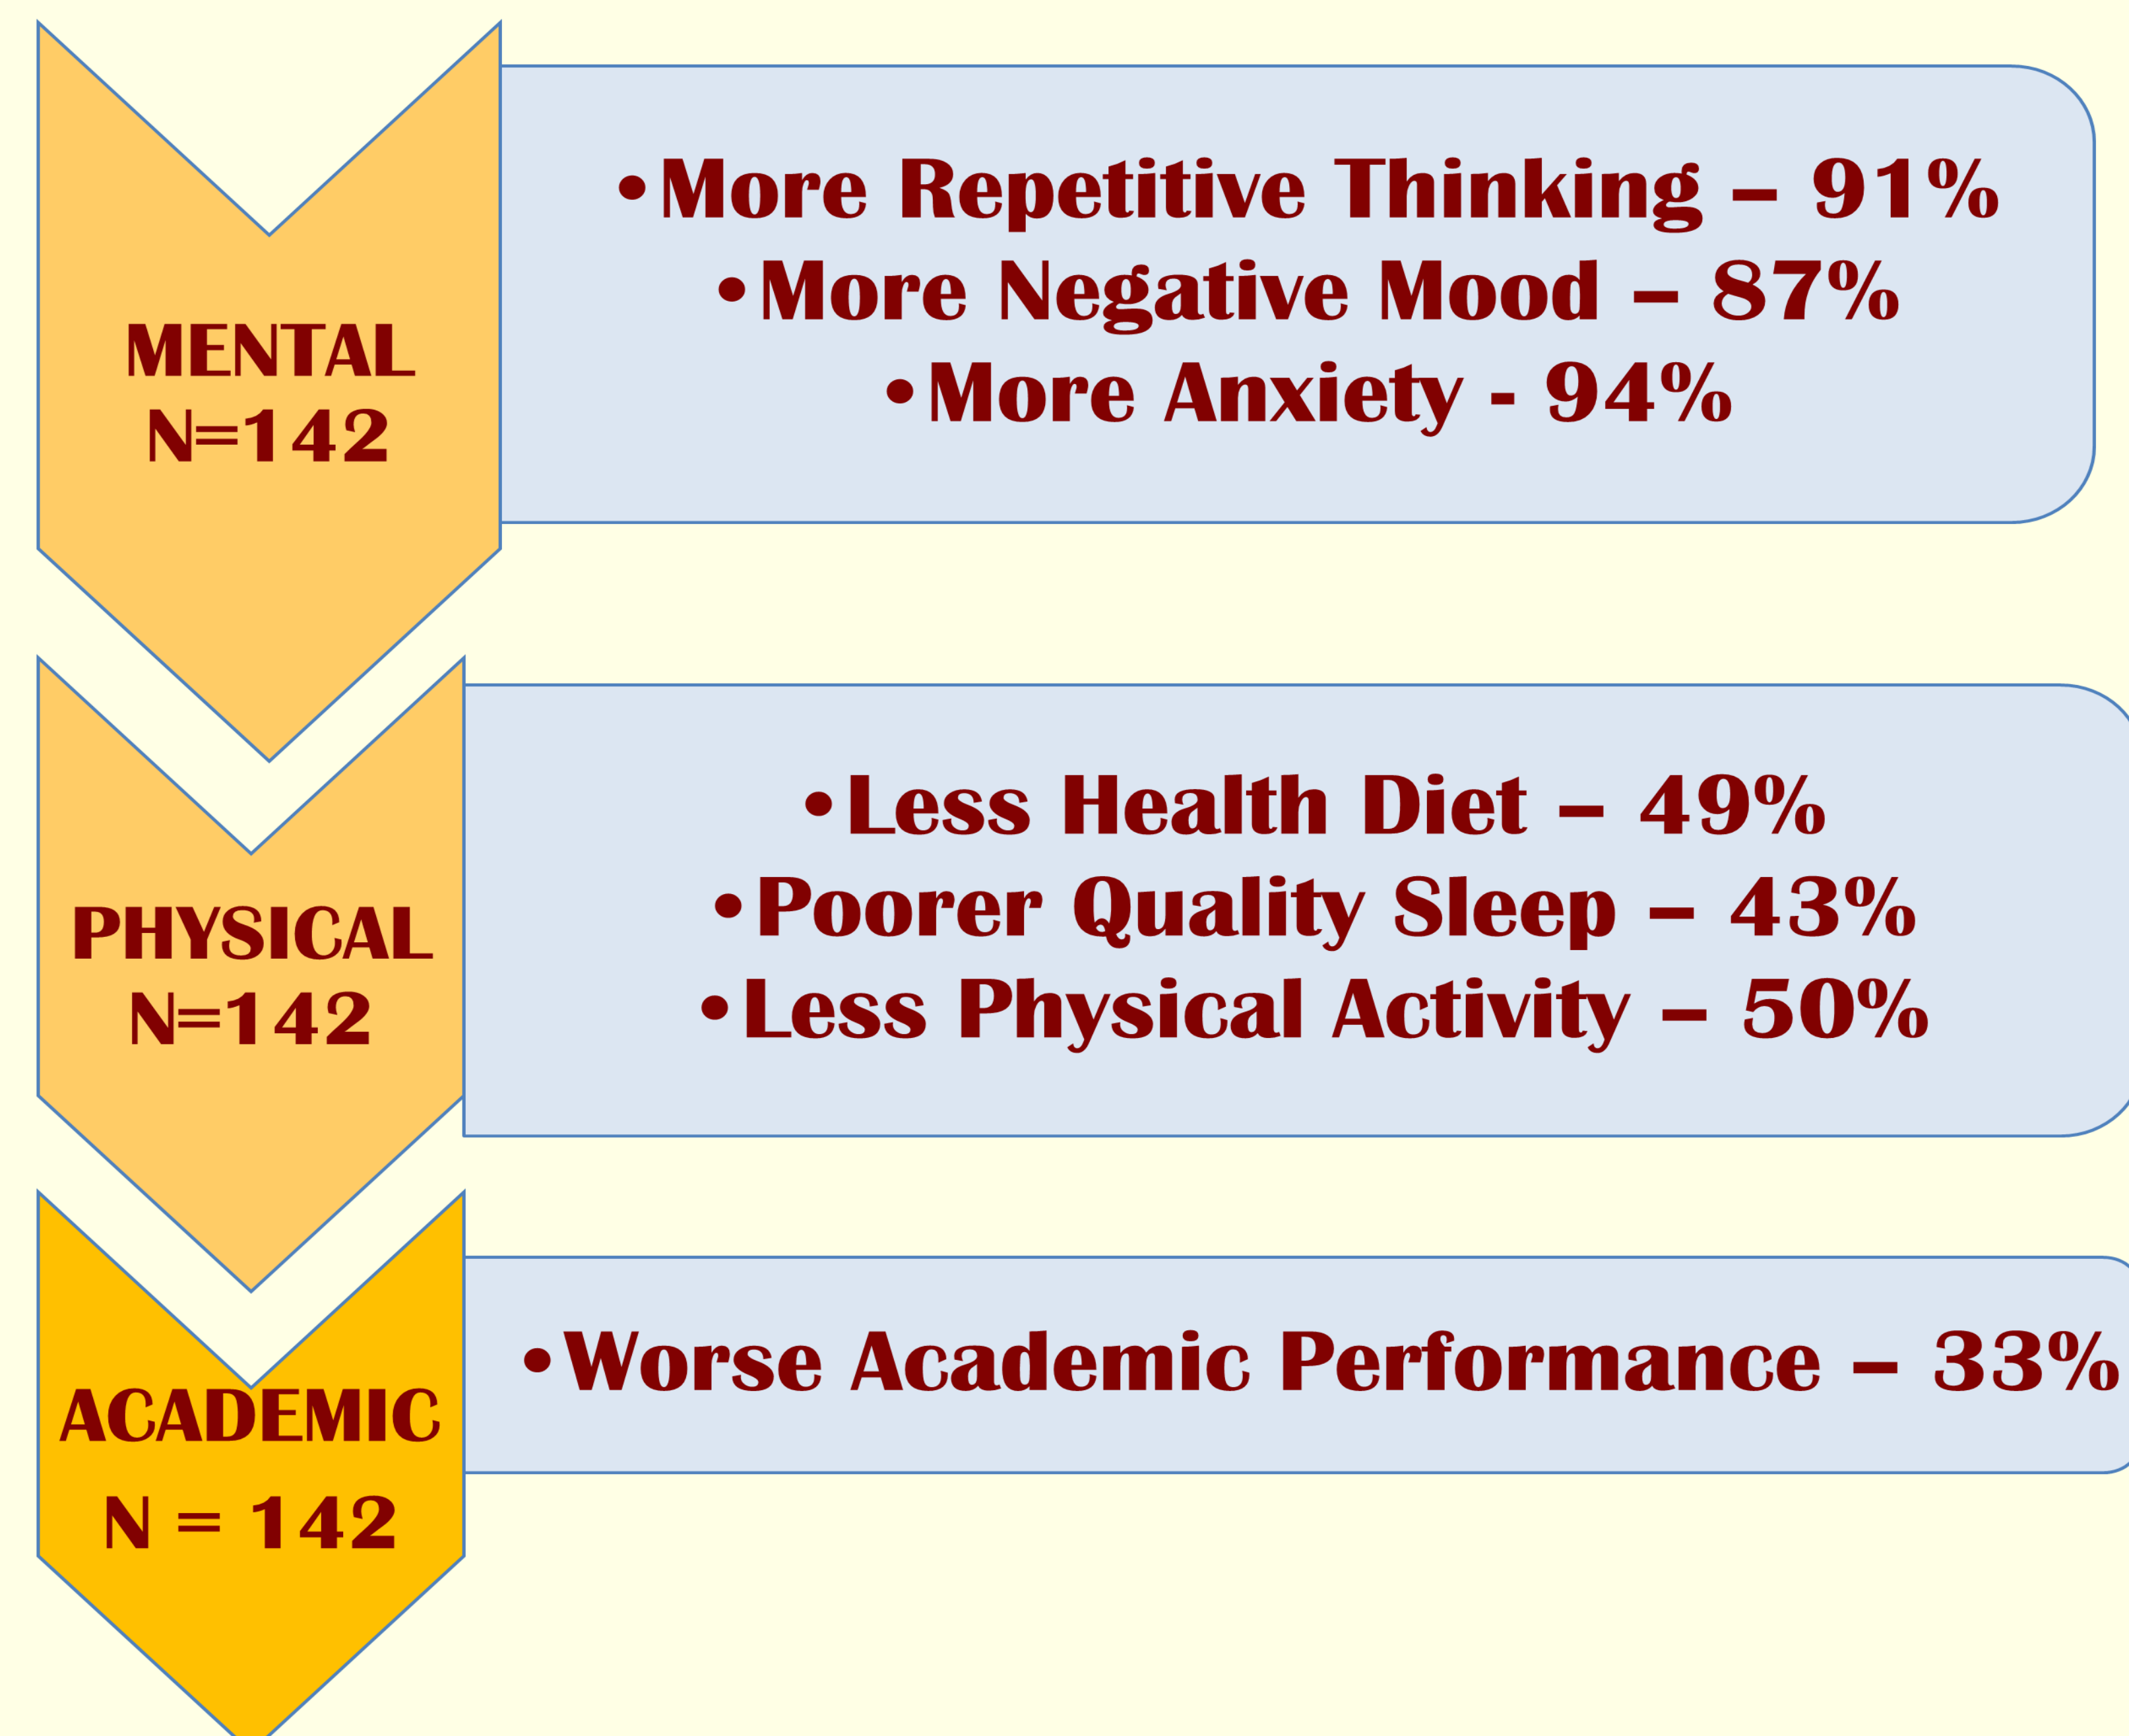 MENTAL
N=142
•More Repetitive Thinking – 91%
•More Negative Mood – 87%
•More Anxiety - 94%
PHYSICAL
N=142
•Less Health Diet – 49%
•Poorer Quality Sleep – 43%
•Less Physical Activity – 50%
ACADEMIC
N = 142
•Worse Academic Performance – 33%